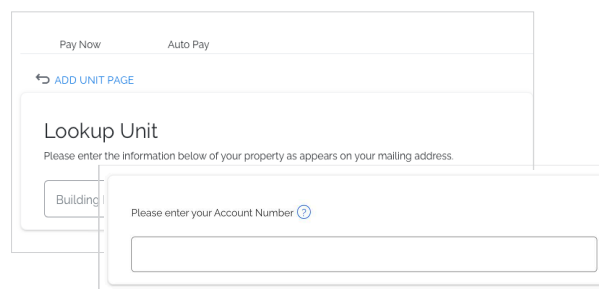 Pay Now Auto Pay
ADD UNIT PAGE
Lookup Unit
Please enter the information below of your property as appears on your mailing address.
Building
Please enter your Account Number ?